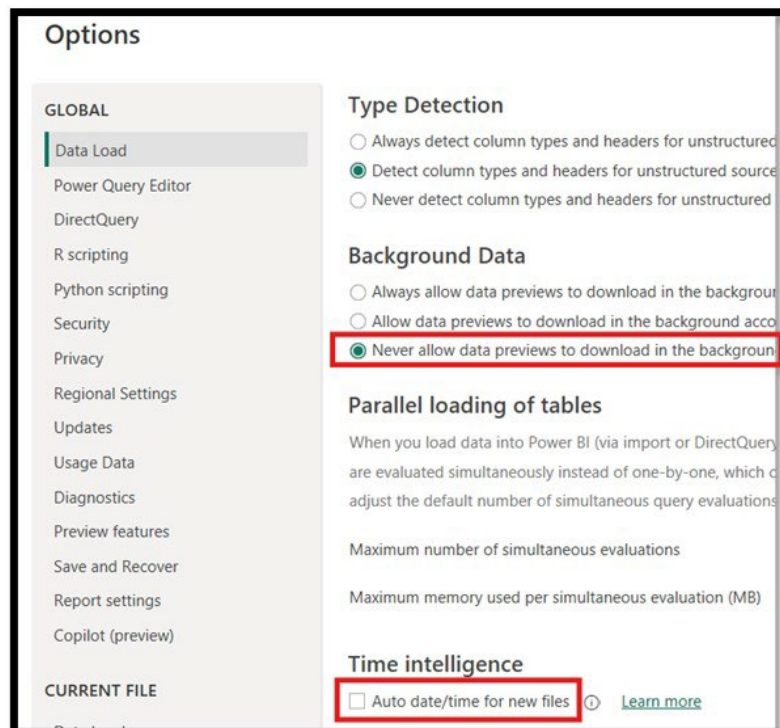 Options
GLOBAL
Data Load
Power Query Editor
DirectQuery
R scripting
Python scripting
Security
Privacy
Regional Settings
Updates
Usage Data
Diagnostics
Preview features
Save and Recover
Report settings
Copilot (preview)
CURRENT FILE
Type Detection
Always detect column types and headers for unstructured
Detect column types and headers for unstructured source
Never detect column types and headers for unstructured
Background Data
Always allow data previews to download in the
Allow data previews to download in the background
Never allow data previews to download in the
Parallel loading of tables
When you load data into Power BI (via import or DirectQuery
are evaluated simultaneously instead of one-by-one, which
adjust the default number of simultaneous query evaluations
Maximum number of simultaneous evaluations
Maximum memory used per simultaneous evaluation (MB)
Time intelligence
Auto date/time for new files Learn more